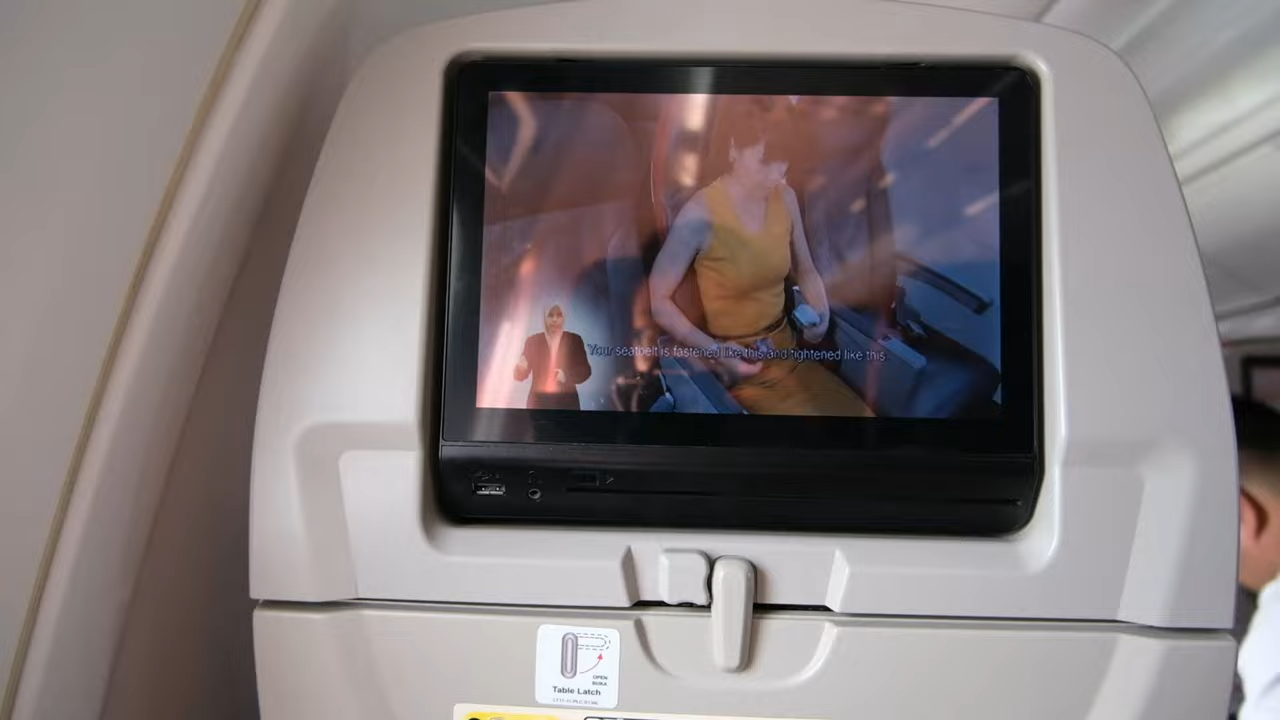 Your seatbelt is fastened like this and tightened like this
OPEN
BUKA
Table Latch